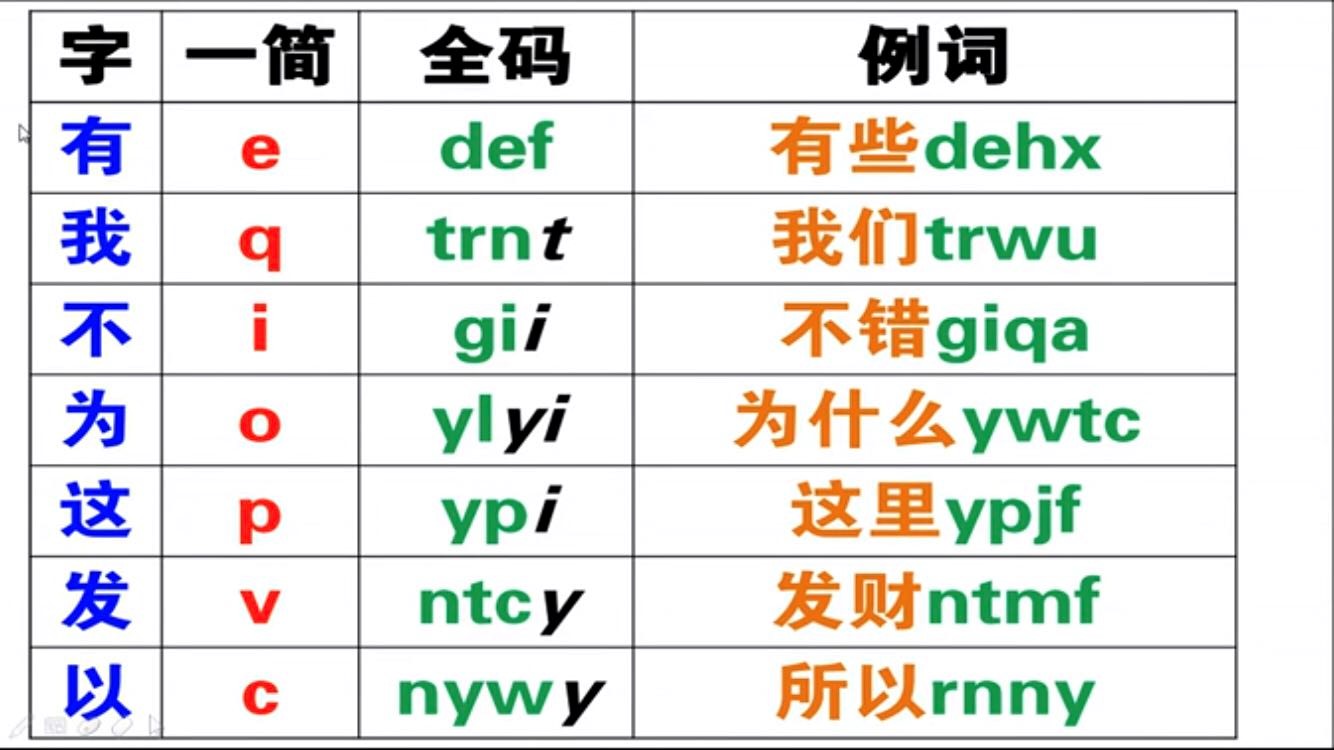 字 一简 全码 例词
有 e def 有些dehx
我 q trnt 我们trwu
不 i gii 不错giqa
为 o ylyi 为什么ywtc
这 p ypi 这里ypjf
发 v ntcy 发财ntmf
以 c nywy 所以rnny